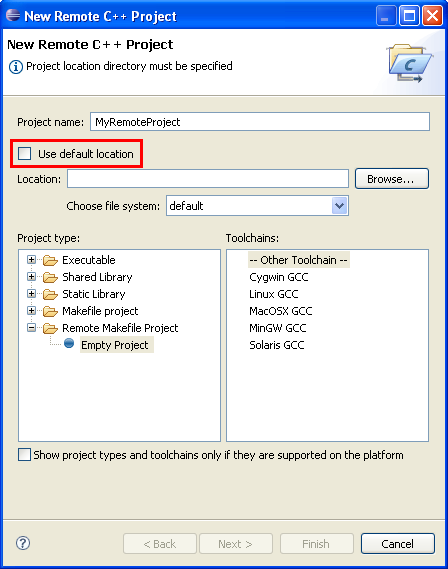 New Remote C++ Project
New Remote C++ Project
Project location directory must be specified
Project name: MyRemoteProject
Use default location
Location: Browse...
Choose file system: default
Project type: Toolchains:
Executable -- Other Toolchain --
Shared Library Cygwin GCC
Static Library Linux GCC
Makefile project MacOSX GCC
Remote Makefile Project MinGW GCC
Empty Project Solaris GCC
Show project types and toolchains only if they are supported on the platform
? < Back Next > Finish Cancel